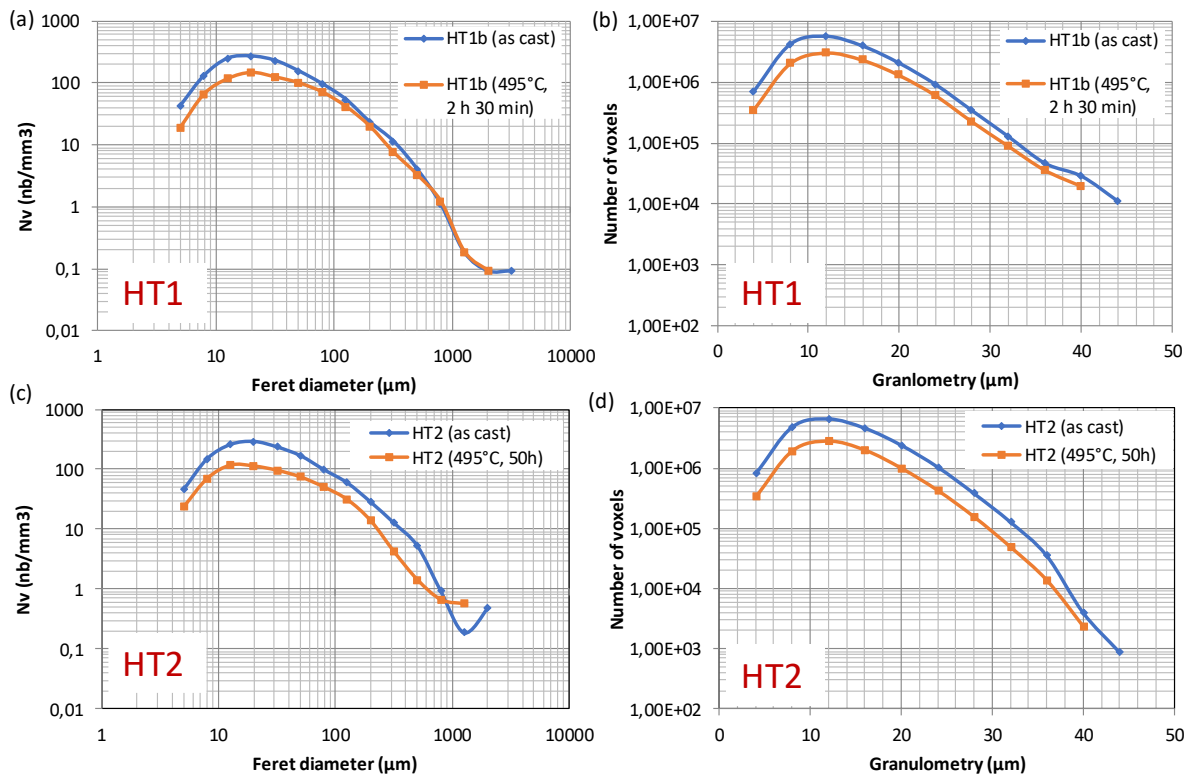 (a)
1000
100
10
1
0,1
0,01
Nv (nb/mm3)
HT1b (as cast)
HT1b (495°C,
2 h 30 min)
HT1
1 10 100 1000 10000
Feret diameter (µm)
(b)
1,00E+07
1,00E+06
1,00E+05
1,00E+04
1,00E+03
1,00E+02
Number of voxels
HT1b (as cast)
HT1b (495°C,
2 h 30 min)
HT1
0 10 20 30 40 50
Granlometry (µm)
(c)
1000
100
10
1
0,1
0,01
Nv (nb/mm3)
HT2 (as cast)
HT2 (495°C, 50h)
HT2
1 10 100 1000 10000
Feret diameter (µm)
(d)
1,00E+07
1,00E+06
1,00E+05
1,00E+04
1,00E+03
1,00E+02
Number of voxels
HT2 (as cast)
HT2 (495°C, 50h)
HT2
0 10 20 30 40 50
Granulometry (µm)